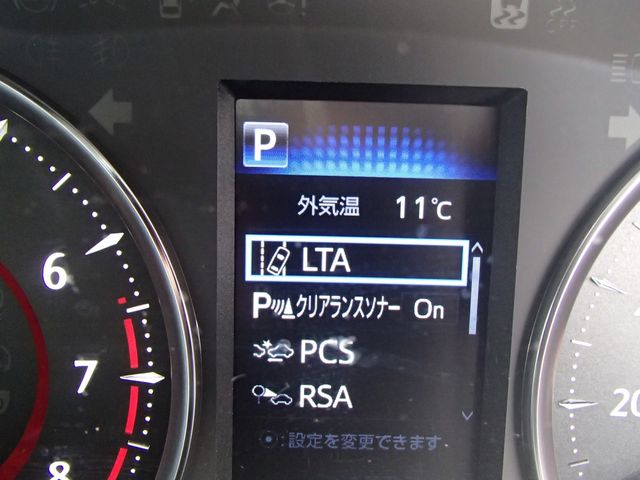 P
外気温 11℃
LTA
P クリアランスソナー On
PCS
RSA
:設定を変更できます
6
7
8
20